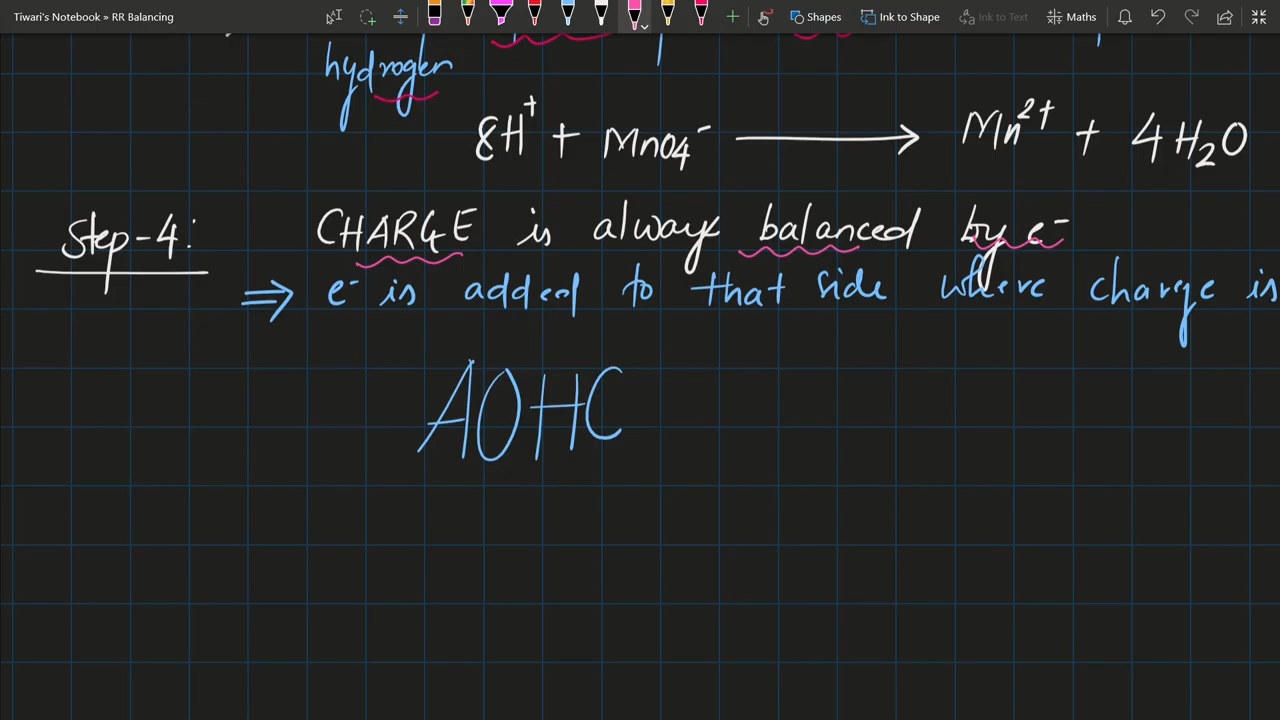 Tiwari's Notebook » RR Balancing Shapes Ink to Shape Ink to Text Maths
hydrogen
8H⁺ + MnO₄⁻ ⟶ Mn²⁺ + 4H₂O
Step-4: CHARGE is always balanced by e⁻
⇒ e⁻ is added to that side where charge is
AOHC